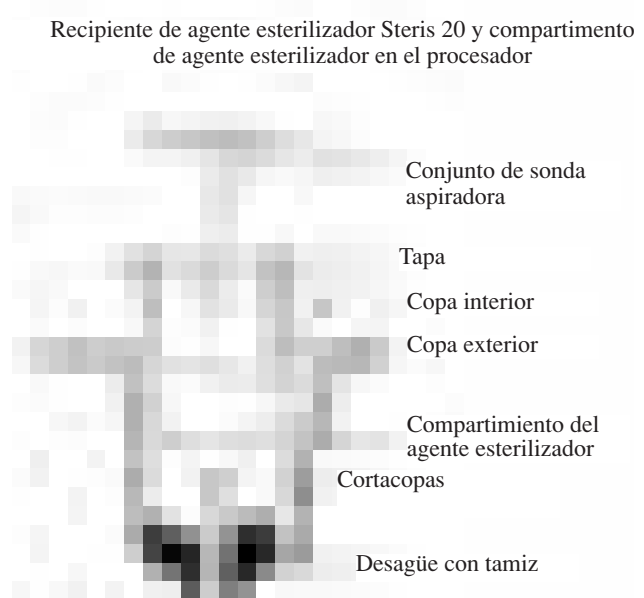 Recipiente de agente esterilizador Steris 20 y compartimento
de agente esterilizador en el procesador
Conjunto de sonda
aspiradora
Tapa
Copa interior
Copa exterior
Compartimiento del
agente esterilizador
Cortacopas
Desagüe con tamiz